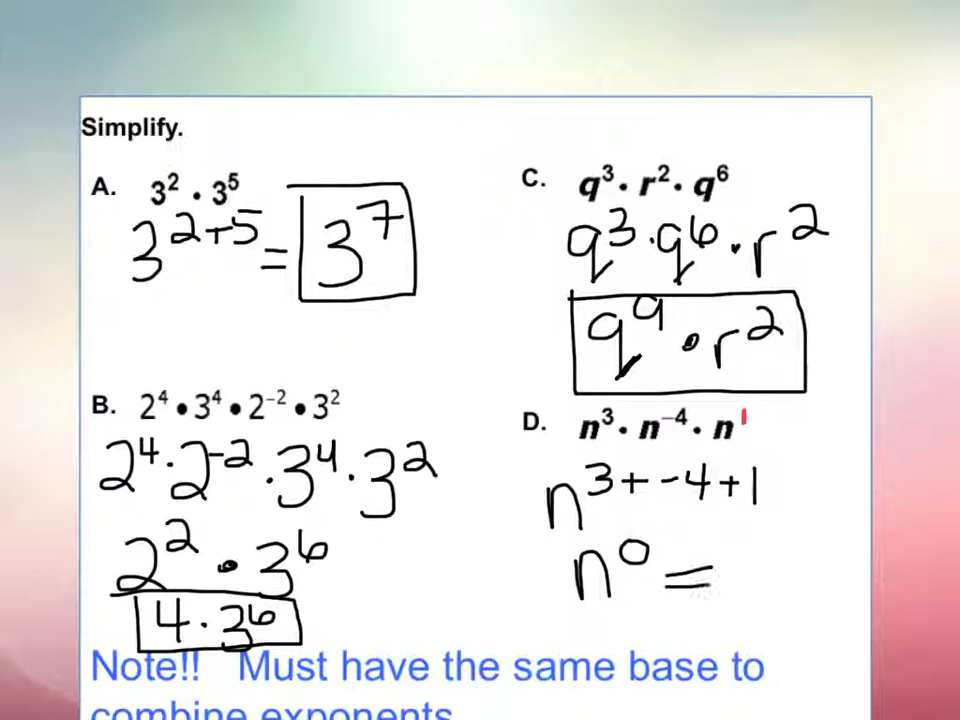 Simplify.
A. 3² · 3⁵
3²⁺⁵ = 3⁷
B. 2⁴ • 3⁴ • 2⁻² • 3²
2⁴ · 2⁻² · 3⁴ · 3²
2² · 3⁶
4 · 3⁶
C. q³ · r² · q⁶
q³ · q⁶ · r²
q⁹ · r²
D. n³ · n⁻⁴ · n¹
n³⁺⁻⁴⁺¹
n⁰ =
Note!! Must have the same base to
combine exponents